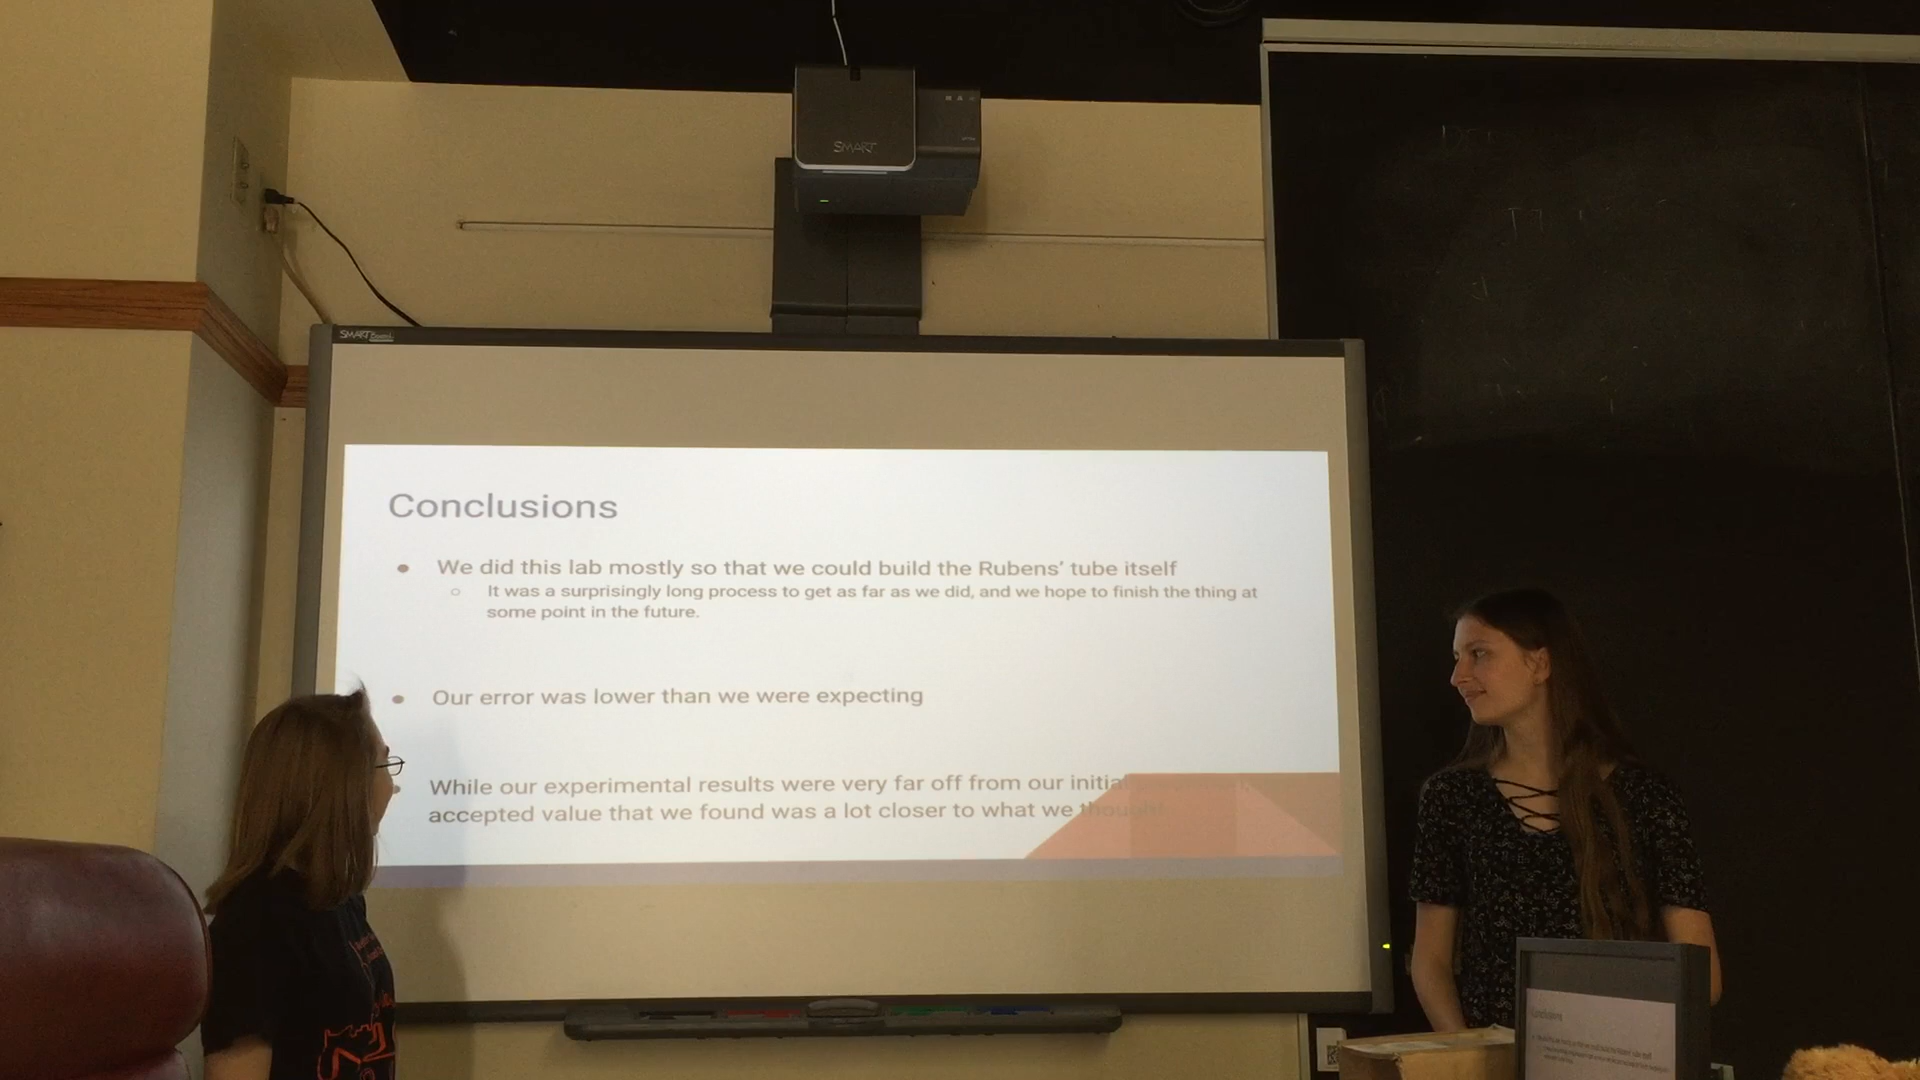 SMART
SMART Board
Conclusions
● We did this lab mostly so that we could build the Rubens' tube itself
○ It was a surprisingly long process to get as far as we did, and we hope to finish the thing at
some point in the future.
● Our error was lower than we were expecting
● While our experimental results were very far off from our initia
accepted value that we found was a lot closer to what we thought
Conclusions